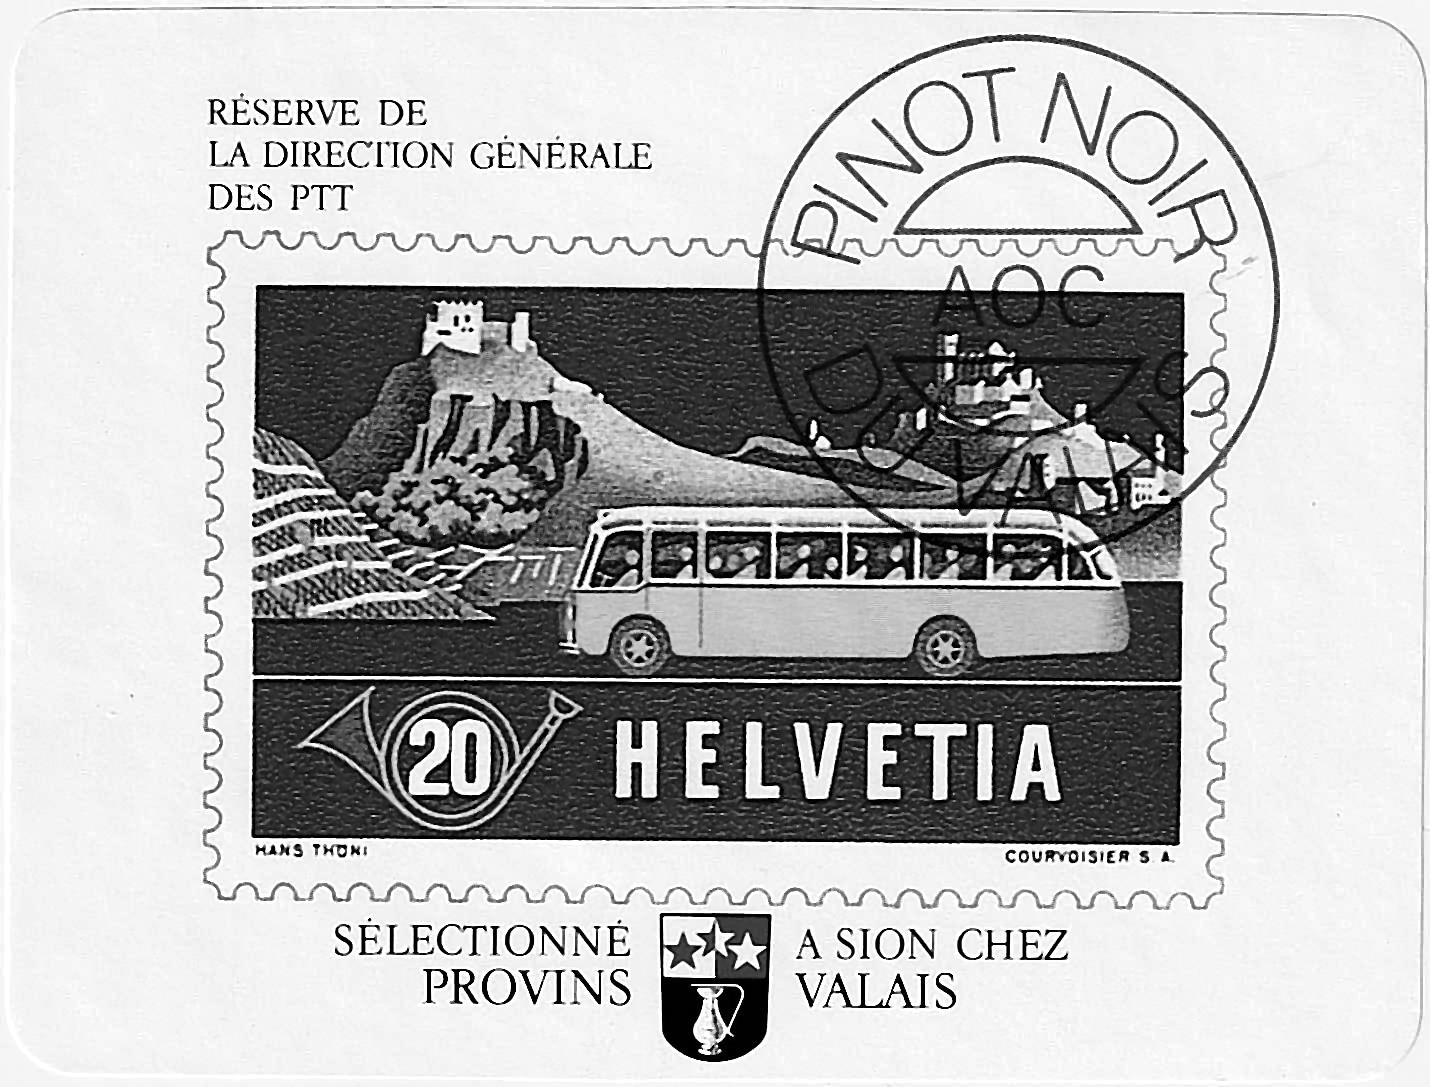 RÉSERVE DE
LA DIRECTION GÉNÉRALE
DES PTT
PINOT NOIR
AOC
DU VALAIS
20 HELVETIA
HANS THÖNI
COURVOISIER S. A.
SÉLECTIONNÉ A SION CHEZ
PROVINS VALAIS